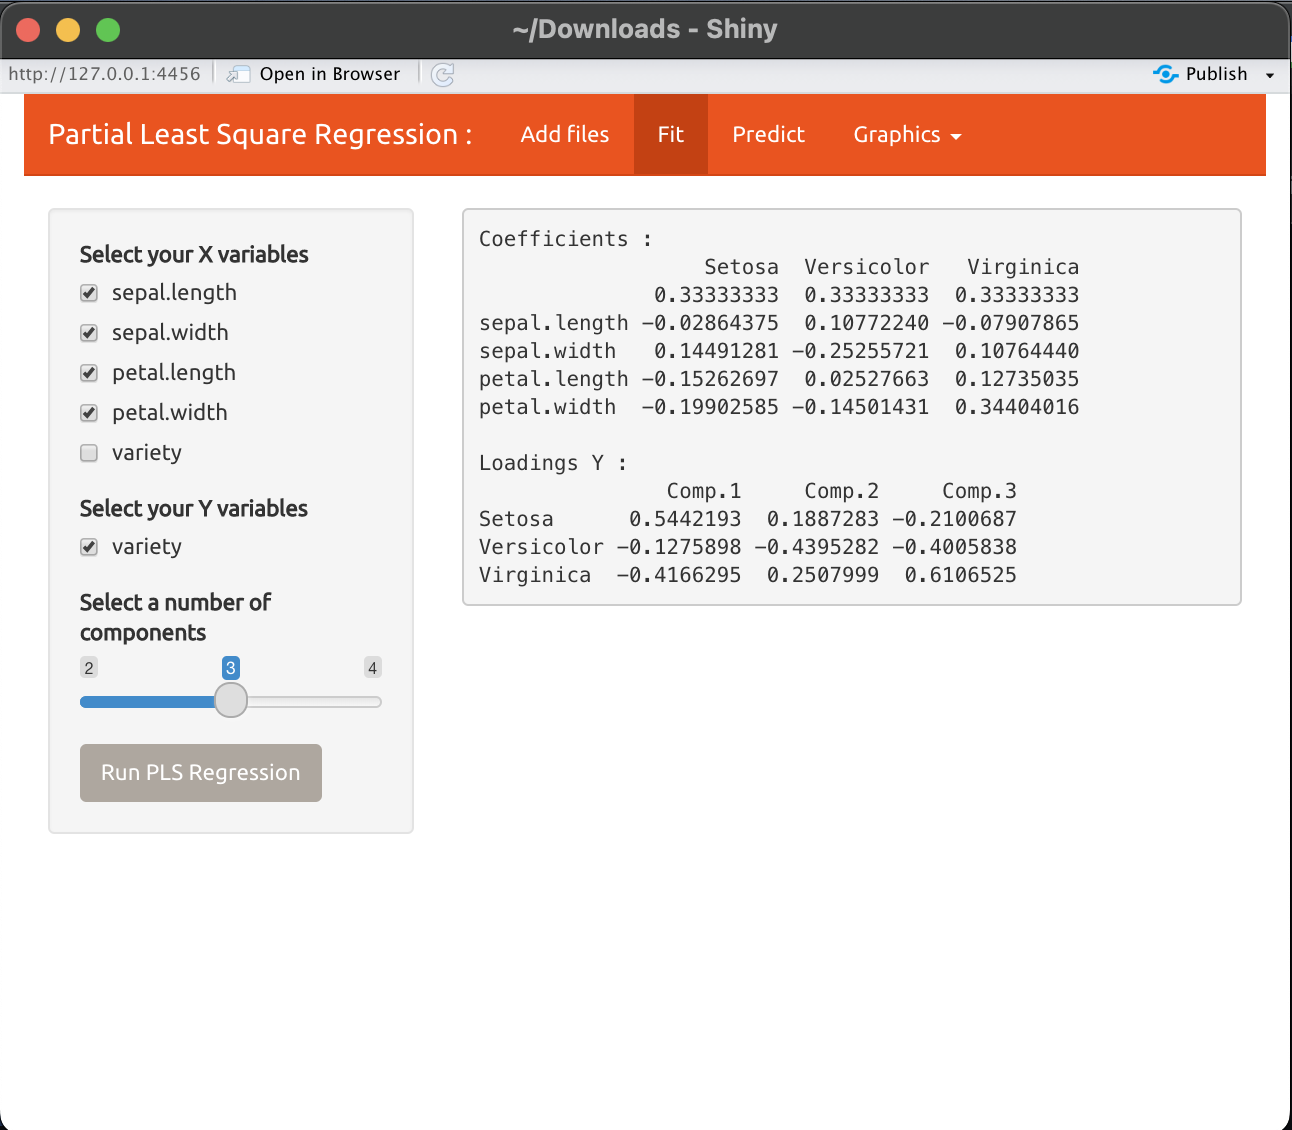 ~/Downloads - Shiny
http://127.0.0.1:4456 Open in Browser Publish
Partial Least Square Regression : Add files Fit Predict Graphics
Select your X variables
sepal.length
sepal.width
petal.length
petal.width
variety
Select your Y variables
variety
Select a number of
components
2 3 4
Run PLS Regression
Coefficients :
Setosa Versicolor Virginica
0.33333333 0.33333333 0.33333333
sepal.length -0.02864375 0.10772240 -0.07907865
sepal.width 0.14491281 -0.25255721 0.10764440
petal.length -0.15262697 0.02527663 0.12735035
petal.width -0.19902585 -0.14501431 0.34404016
Loadings Y :
Comp.1 Comp.2 Comp.3
Setosa 0.5442193 0.1887283 -0.2100687
Versicolor -0.1275898 -0.4395282 -0.4005838
Virginica -0.4166295 0.2507999 0.6106525